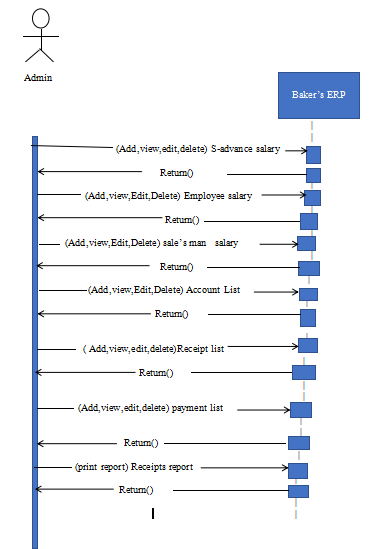 Admin
Baker's ERP
(Add,view,edit,delete) S-advance salary
Return()
(Add,view,Edit,Delete) Employee salary
Return()
(Add,view,Edit,Delete) sale's man salary
Return()
(Add,view,Edit,Delete) Account List
Return()
( Add,view,edit,delete)Receipt list
Return()
(Add,view,edit,delete) payment list
Return()
(print report) Receipts report
Return()